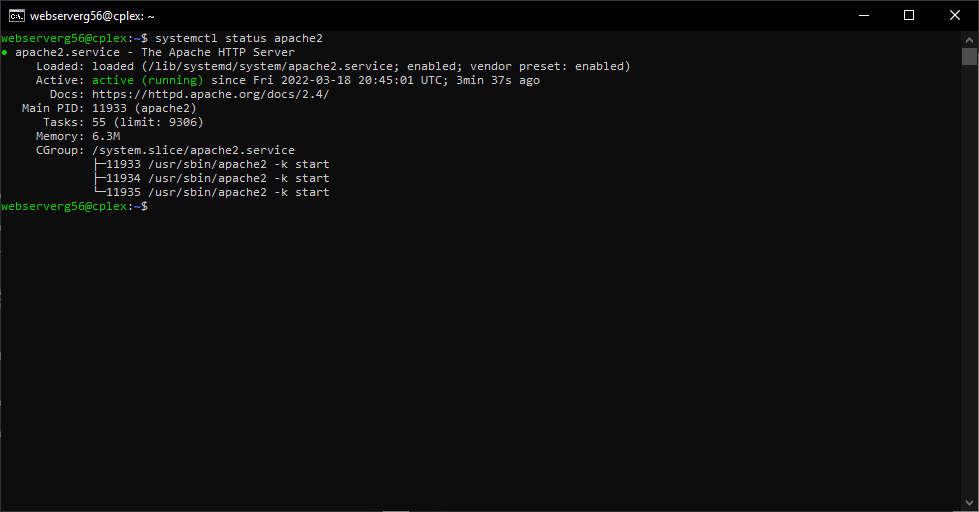 webserverg56@cplex: ~
webserverg56@cplex:~$ systemctl status apache2
● apache2.service - The Apache HTTP Server
     Loaded: loaded (/lib/systemd/system/apache2.service; enabled; vendor preset: enabled)
     Active: active (running) since Fri 2022-03-18 20:45:01 UTC; 3min 37s ago
       Docs: https://httpd.apache.org/docs/2.4/
   Main PID: 11933 (apache2)
      Tasks: 55 (limit: 9306)
     Memory: 6.3M
     CGroup: /system.slice/apache2.service
             ├─11933 /usr/sbin/apache2 -k start
             ├─11934 /usr/sbin/apache2 -k start
             └─11935 /usr/sbin/apache2 -k start
webserverg56@cplex:~$